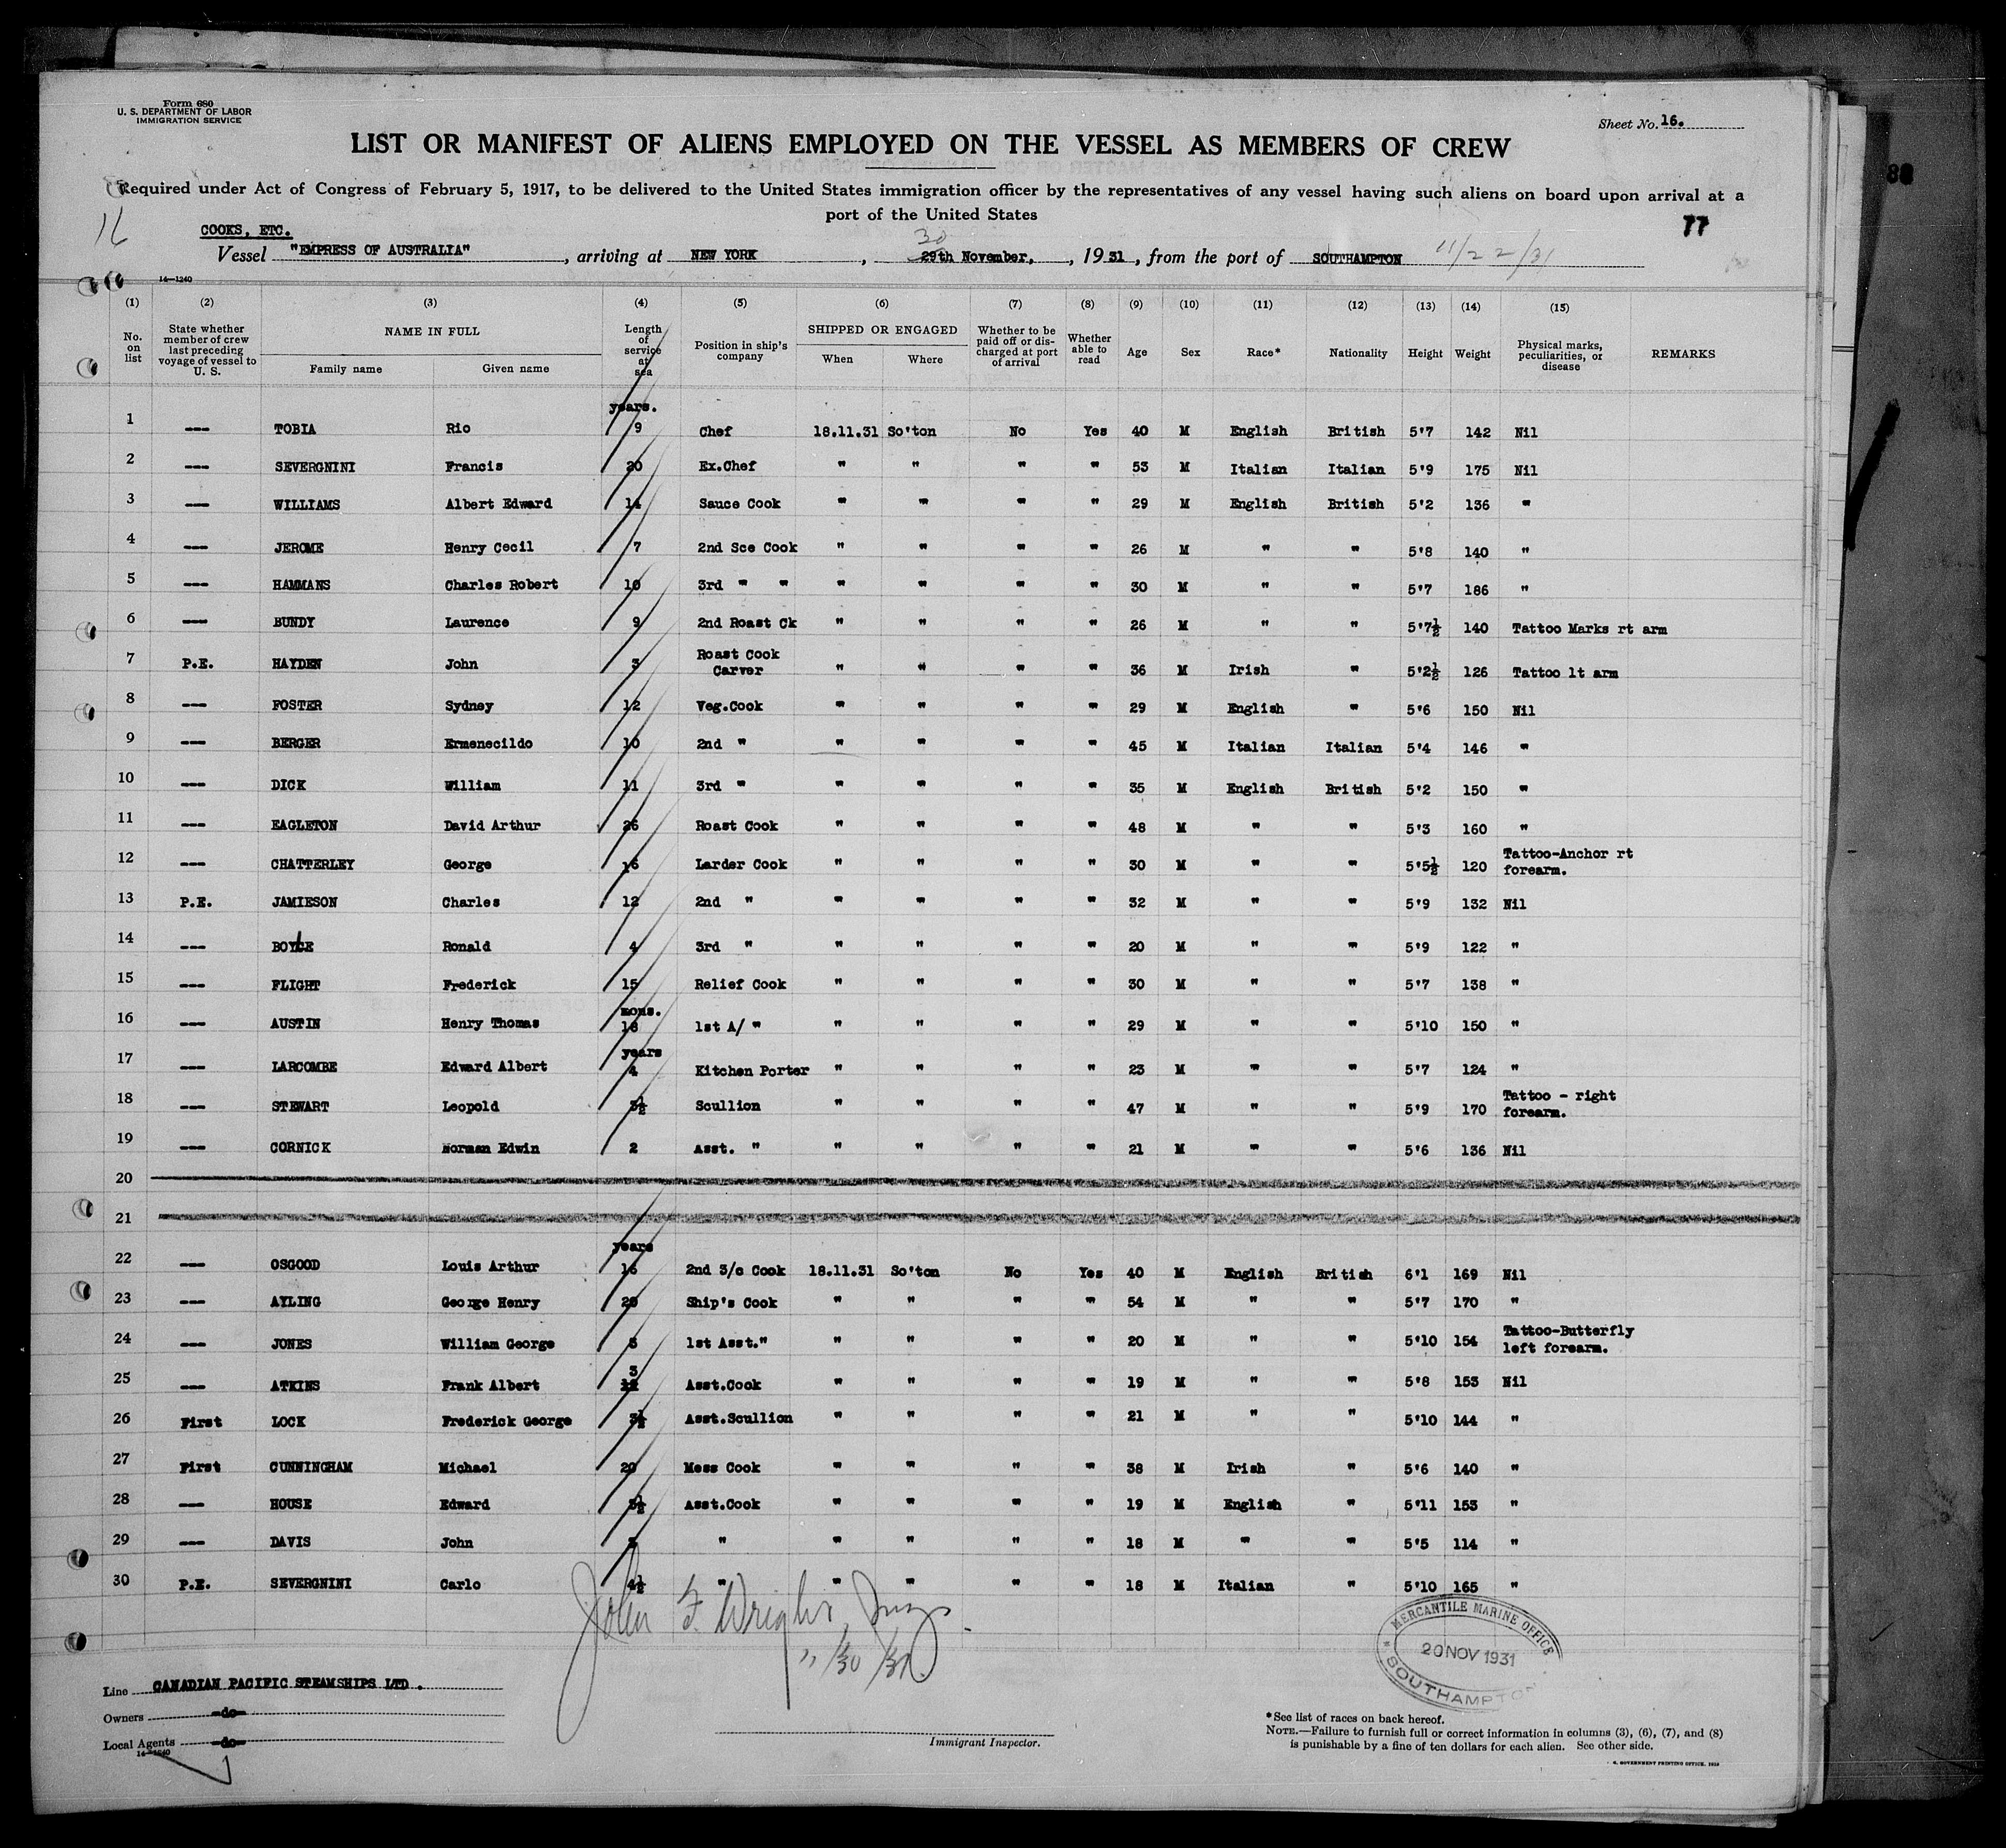 Form 680
U. S. DEPARTMENT OF LABOR
IMMIGRATION SERVICE
Sheet No. 16.
LIST OR MANIFEST OF ALIENS EMPLOYED ON THE VESSEL AS MEMBERS OF CREW
Required under Act of Congress of February 5, 1917, to be delivered to the United States immigration officer by the representatives of any vessel having such aliens on board upon arrival at a
port of the United States
16
77
88
COOKS, ETC.
30
Vessel "EMPRESS OF AUSTRALIA", arriving at NEW YORK, 29th November, 1931, from the port of SOUTHAMPTON 11/22/31
14—1240
(1) (2) (3) (4) (5) (6) (7) (8) (9) (10) (11) (12) (13) (14) (15)
No. on list State whether member of crew last preceding voyage of vessel to U. S. NAME IN FULL Family name Given name Length of service at sea Position in ship's company SHIPPED OR ENGAGED When Where Whether to be paid off or discharged at port of arrival Whether able to read Age Sex Race* Nationality Height Weight Physical marks, peculiarities, or disease REMARKS
years.
1 --- TOBIA Rio 9 Chef 18.11.31 So'ton No Yes 40 M English British 5'7 142 Nil
2 --- SEVERGNINI Francis 20 Ex.Chef " " " " 53 M Italian Italian 5'9 175 Nil
3 --- WILLIAMS Albert Edward 14 Sauce Cook " " " " 29 M English British 5'2 136 "
4 --- JEROME Henry Cecil 7 2nd Sce Cook " " " " 26 M " " 5'8 140 "
5 --- HAMMANS Charles Robert 10 3rd " " " " " " 30 M " " 5'7 186 "
6 --- BUNDY Laurence 9 2nd Roast Ck " " " " 26 M " " 5'7½ 140 Tattoo Marks rt arm
7 P.E. HAYDEN John 3 Roast Cook Carver " " " " 36 M Irish " 5'2½ 126 Tattoo lt arm
8 --- FOSTER Sydney 12 Veg.Cook " " " " 29 M English " 5'6 150 Nil
9 --- BERGER Ermenecildo 10 2nd " " " " " 45 M Italian Italian 5'4 146 "
10 --- DICK William 11 3rd " " " " " 35 M English British 5'2 150 "
11 --- EAGLETON David Arthur 26 Roast Cook " " " " 48 M " " 5'3 160 "
12 --- CHATTERLEY George 16 Larder Cook " " " " 30 M " " 5'5½ 120 Tattoo-Anchor rt forearm.
13 P.E. JAMIESON Charles 12 2nd " " " " " 32 M " " 5'9 132 Nil
14 --- BOYCE Ronald 4 3rd " " " " " 20 M " " 5'9 122 "
15 --- FLIGHT Frederick 15 Relief Cook " " " " 30 M " " 5'7 138 "
mons.
16 --- AUSTIN Henry Thomas 18 1st A/ " " " " " 29 M " " 5'10 150 "
years
17 --- LARCOMBE Edward Albert 4 Kitchen Porter " " " " 23 M " " 5'7 124 "
18 --- STEWART Leopold 3½ Scullion " " " " 47 M " " 5'9 170 Tattoo - right forearm.
19 --- CORNICK Norman Edwin 2 Asst. " " " " " 21 M " " 5'6 136 Nil
20
21
years
22 --- OSGOOD Louis Arthur 16 2nd 3/c Cook 18.11.31 So'ton No Yes 40 M English British 6'1 169 Nil
23 --- AYLING George Henry 20 Ship's Cook " " " " 54 M " " 5'7 170 "
24 --- JONES William George 5 1st Asst." " " " " 20 M " " 5'10 154 Tattoo-Butterfly left forearm.
25 --- ATKINS Frank Albert 3 Asst.Cook " " " " 19 M " " 5'8 153 Nil
26 First LOCK Frederick George 3½ Asst.Scullion " " " " 21 M " " 5'10 144 "
27 First CUNNINGHAM Michael 20 Mess Cook " " " " 38 M Irish " 5'6 140 "
28 --- HOUSE Edward 3½ Asst.Cook " " " " 19 M English " 5'11 153 "
29 --- DAVIS John " " " " " 18 M " " 5'5 114 "
30 P.E. SEVERGNINI Carlo 4½ " " " " " 18 M Italian " 5'10 165 "
John F. Wright, Insp.
11/30/31.
MERCANTILE MARINE OFFICE
20 NOV 1931
SOUTHAMPTON
Line CANADIAN PACIFIC STEAMSHIPS LTD.
Owners -do-
Local Agents -do-
14—1240
Immigrant Inspector.
*See list of races on back hereof.
NOTE.—Failure to furnish full or correct information in columns (3), (6), (7), and (8)
is punishable by a fine of ten dollars for each alien. See other side.
GOVERNMENT PRINTING OFFICE